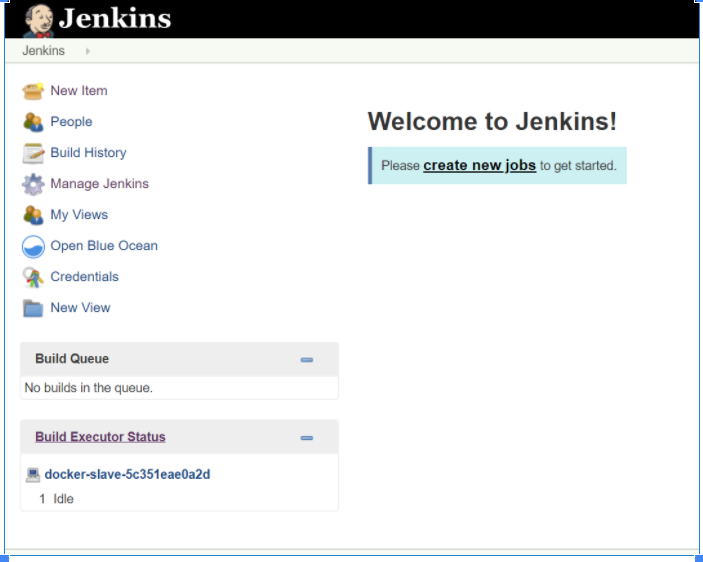 Jenkins
Jenkins
New Item
People
Build History
Manage Jenkins
My Views
Open Blue Ocean
Credentials
New View
Build Queue
No builds in the queue.
Build Executor Status
docker-slave-5c351eae0a2d
1 Idle
Welcome to Jenkins!
Please create new jobs to get started.